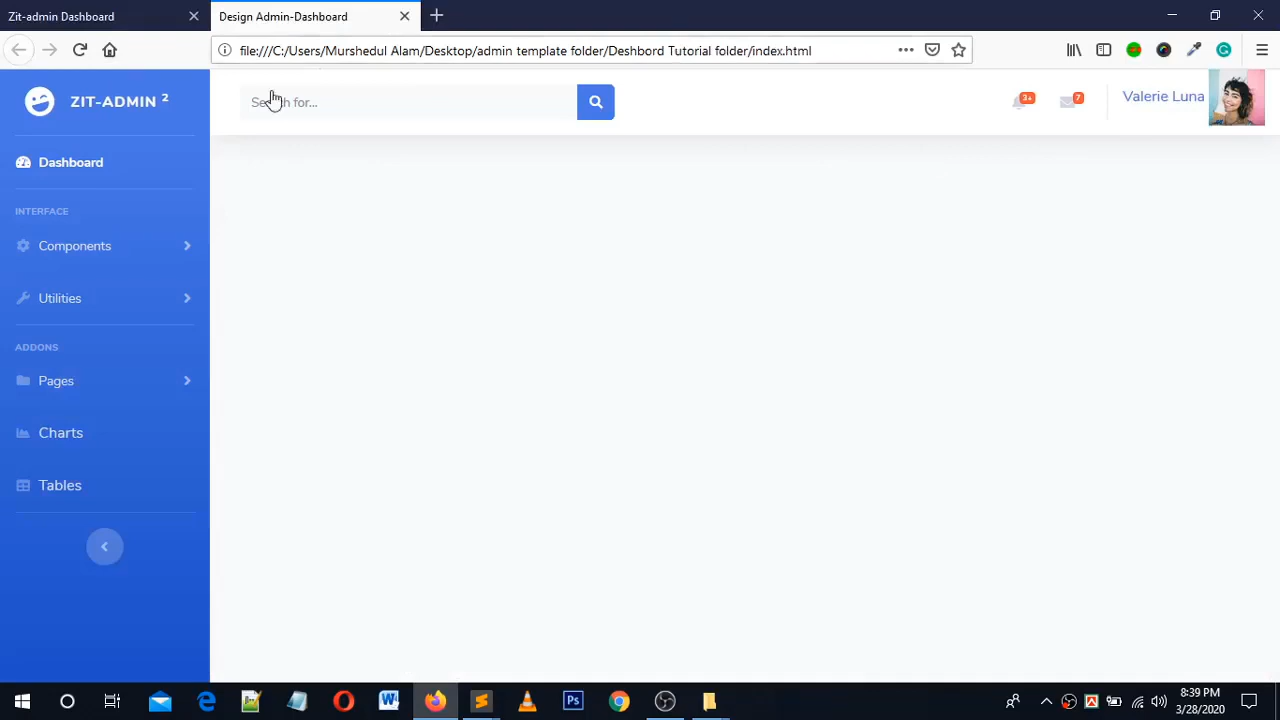 Zit-admin Dashboard
Design Admin-Dashboard
file:///C:/Users/Murshedul Alam/Desktop/admin template folder/Deshbord Tutorial folder/index.html
ZIT-ADMIN 2
Search for...
3+
7
Valerie Luna
Dashboard
INTERFACE
Components
Utilities
ADDONS
Pages
Charts
Tables
8:39 PM
3/28/2020